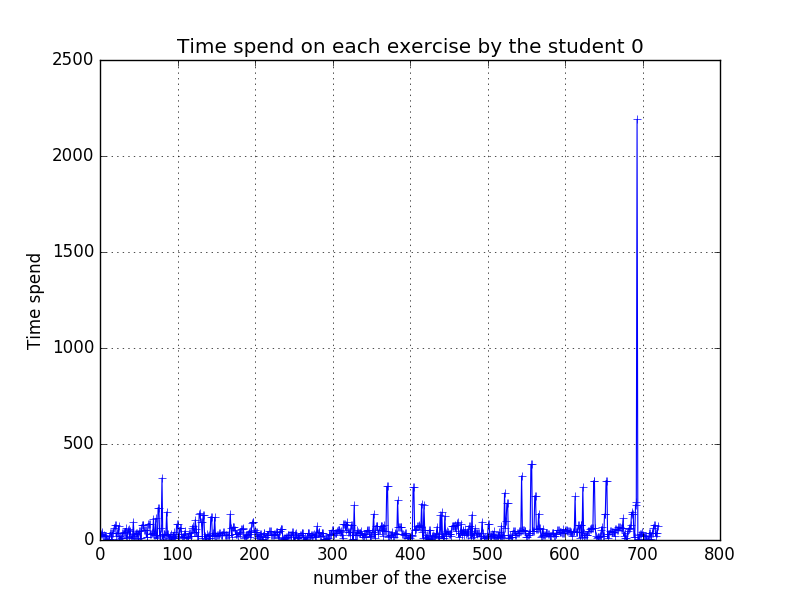 Time spend on each exercise by the student 0
2500
2000
1500
1000
500
0
Time spend
0 100 200 300 400 500 600 700 800
number of the exercise